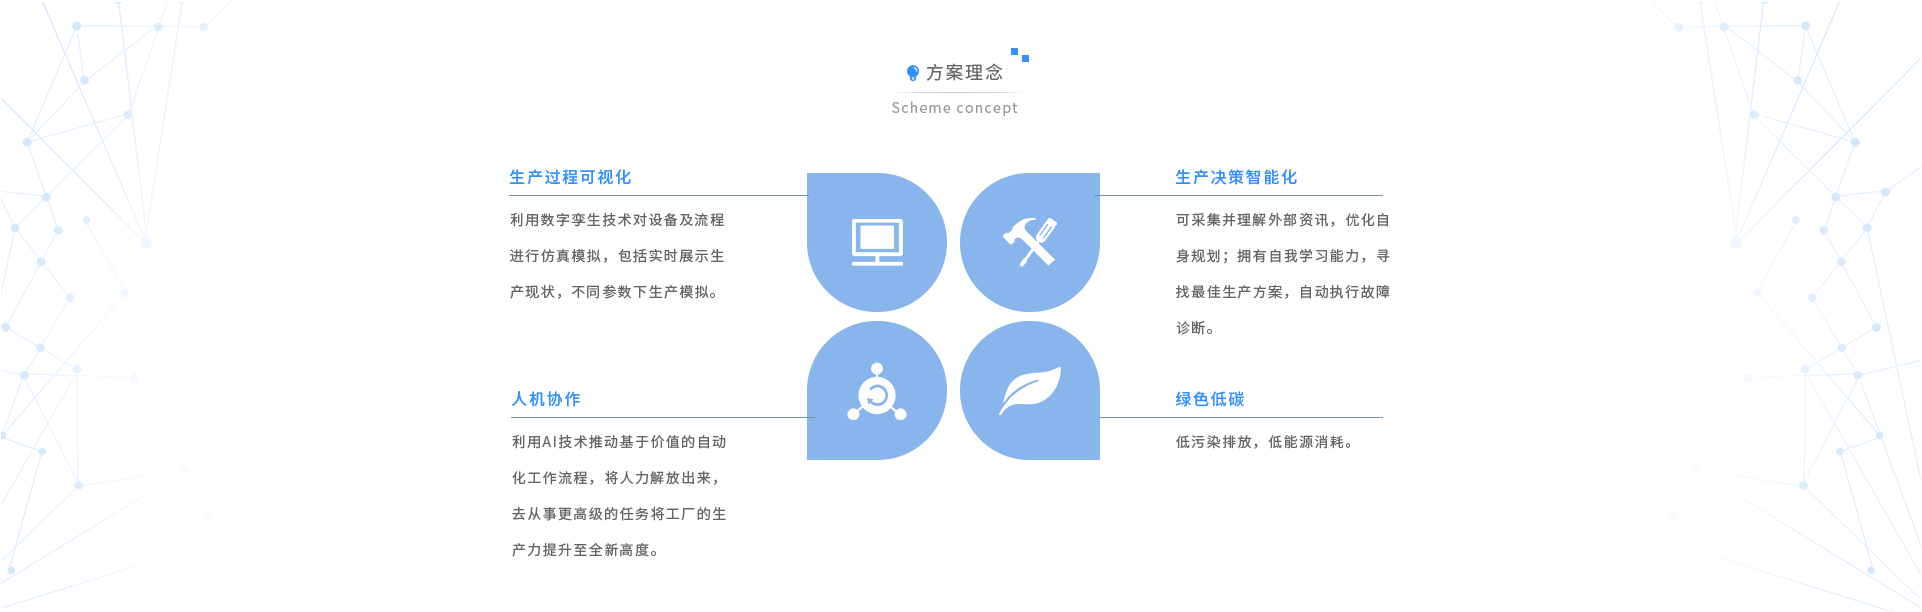 方案理念
Scheme concept
生产过程可视化
利用数字孪生技术对设备及流程
进行仿真模拟，包括实时展示生
产现状，不同参数下生产模拟。
生产决策智能化
可采集并理解外部资讯，优化自
身规划；拥有自我学习能力，寻
找最佳生产方案，自动执行故障
诊断。
人机协作
利用AI技术推动基于价值的自动
化工作流程，将人力解放出来，
去从事更高级的任务将工厂的生
产力提升至全新高度。
绿色低碳
低污染排放，低能源消耗。